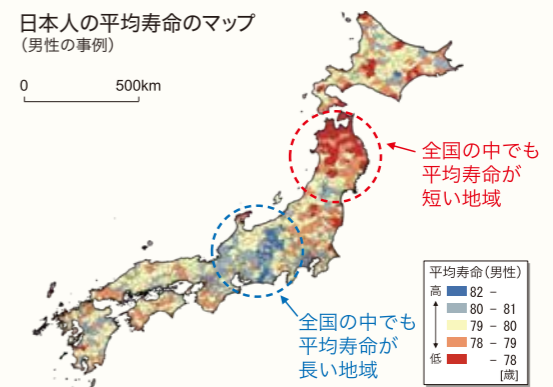 日本人の平均寿命のマップ
（男性の事例）
0 500km
全国の中でも
平均寿命が
短い地域
全国の中でも
平均寿命が
長い地域
平均寿命（男性）
高 82 -
80 - 81
79 - 80
78 - 79
低 - 78
[歳]